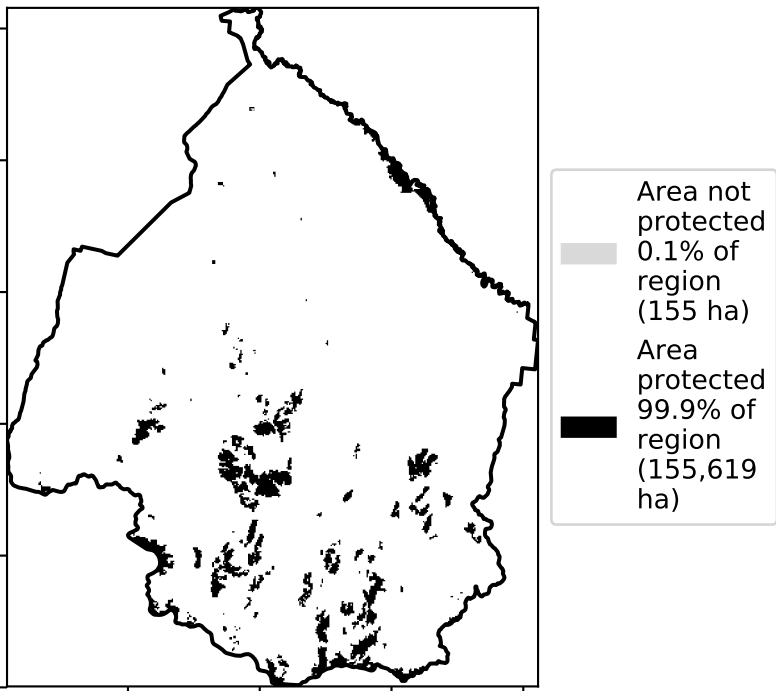 Area not
protected
0.1% of
region
(155 ha)
Area
protected
99.9% of
region
(155,619
ha)